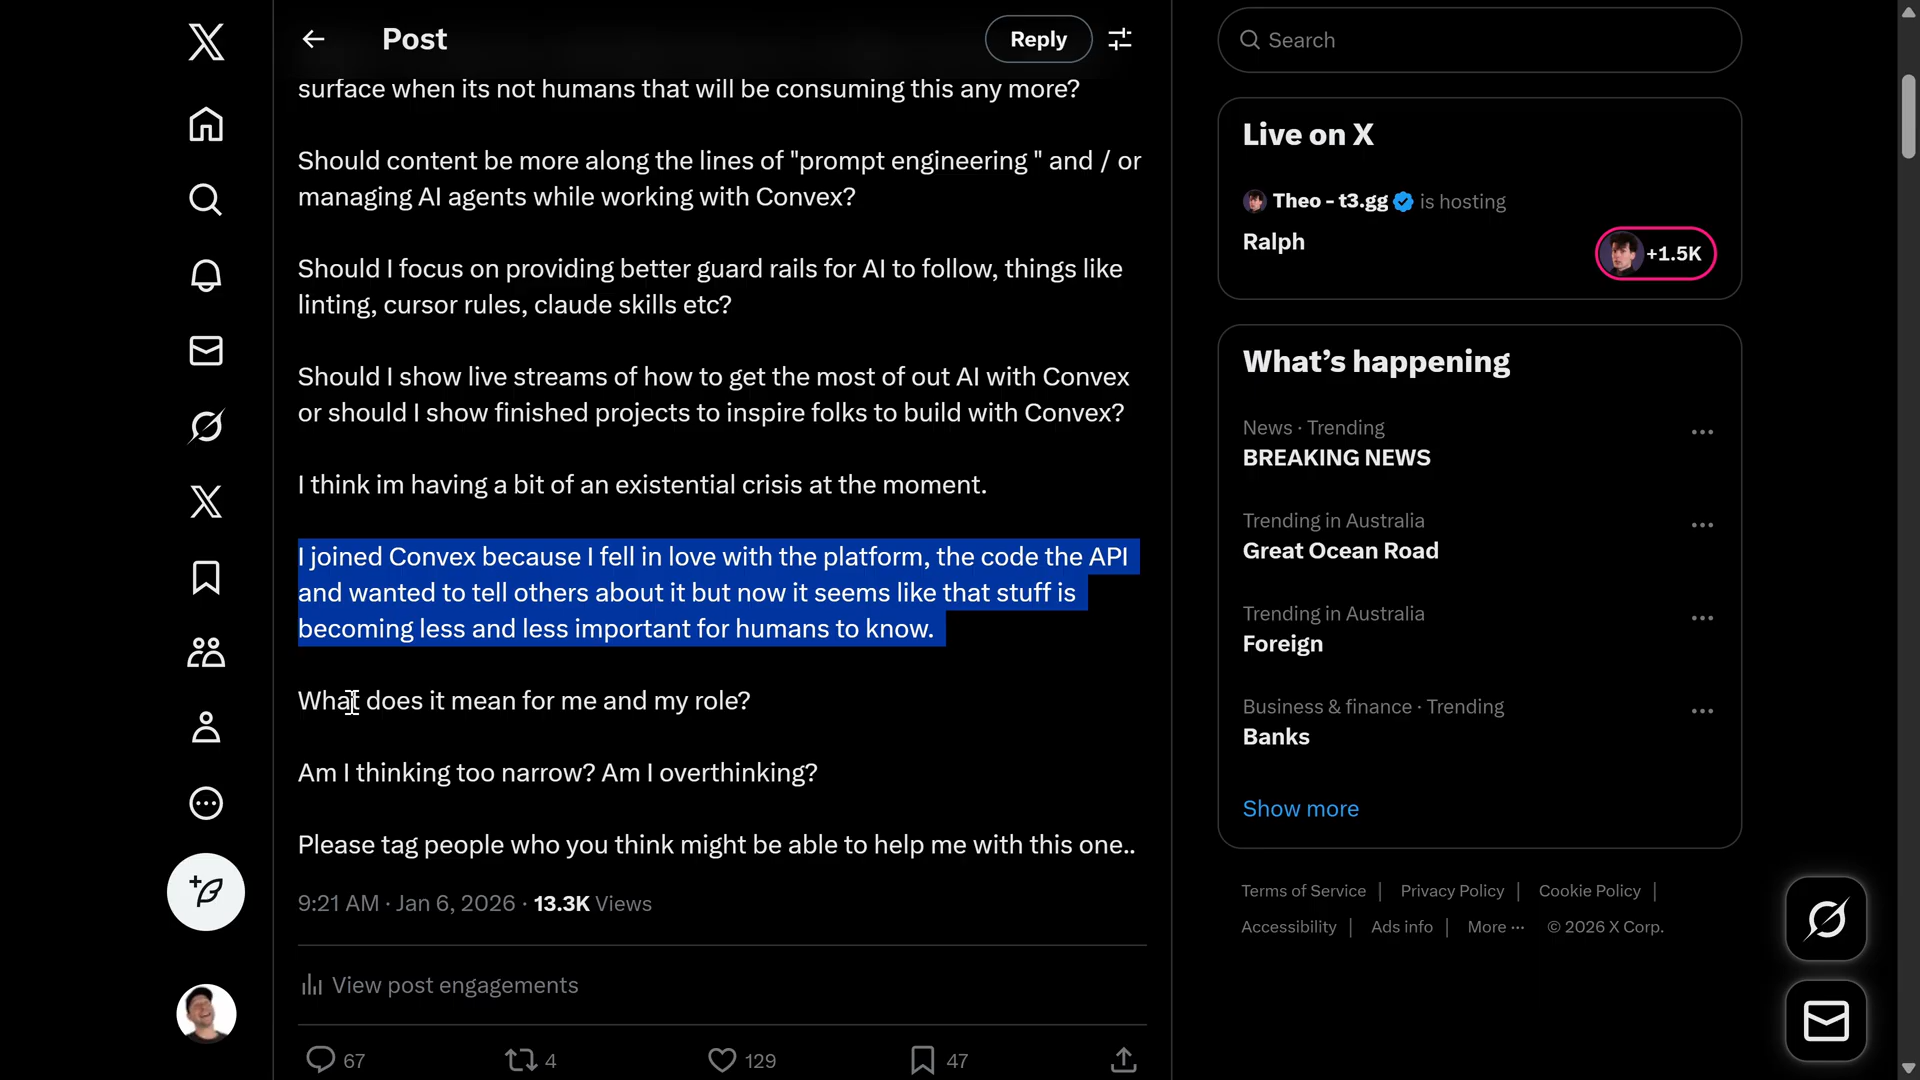 Post
Reply
surface when its not humans that will be consuming this any more?
Should content be more along the lines of "prompt engineering " and / or
managing AI agents while working with Convex?
Should I focus on providing better guard rails for AI to follow, things like
linting, cursor rules, claude skills etc?
Should I show live streams of how to get the most of out AI with Convex
or should I show finished projects to inspire folks to build with Convex?
I think im having a bit of an existential crisis at the moment.
I joined Convex because I fell in love with the platform, the code the API
and wanted to tell others about it but now it seems like that stuff is
becoming less and less important for humans to know.
What does it mean for me and my role?
Am I thinking too narrow? Am I overthinking?
Please tag people who you think might be able to help me with this one..
9:21 AM · Jan 6, 2026 · 13.3K Views
View post engagements
67 4 129 47
Search
Live on X
Theo - t3.gg is hosting
Ralph
+1.5K
What’s happening
News · Trending
BREAKING NEWS
Trending in Australia
Great Ocean Road
Trending in Australia
Foreign
Business & finance · Trending
Banks
Show more
Terms of Service | Privacy Policy | Cookie Policy |
Accessibility | Ads info | More ··· © 2026 X Corp.